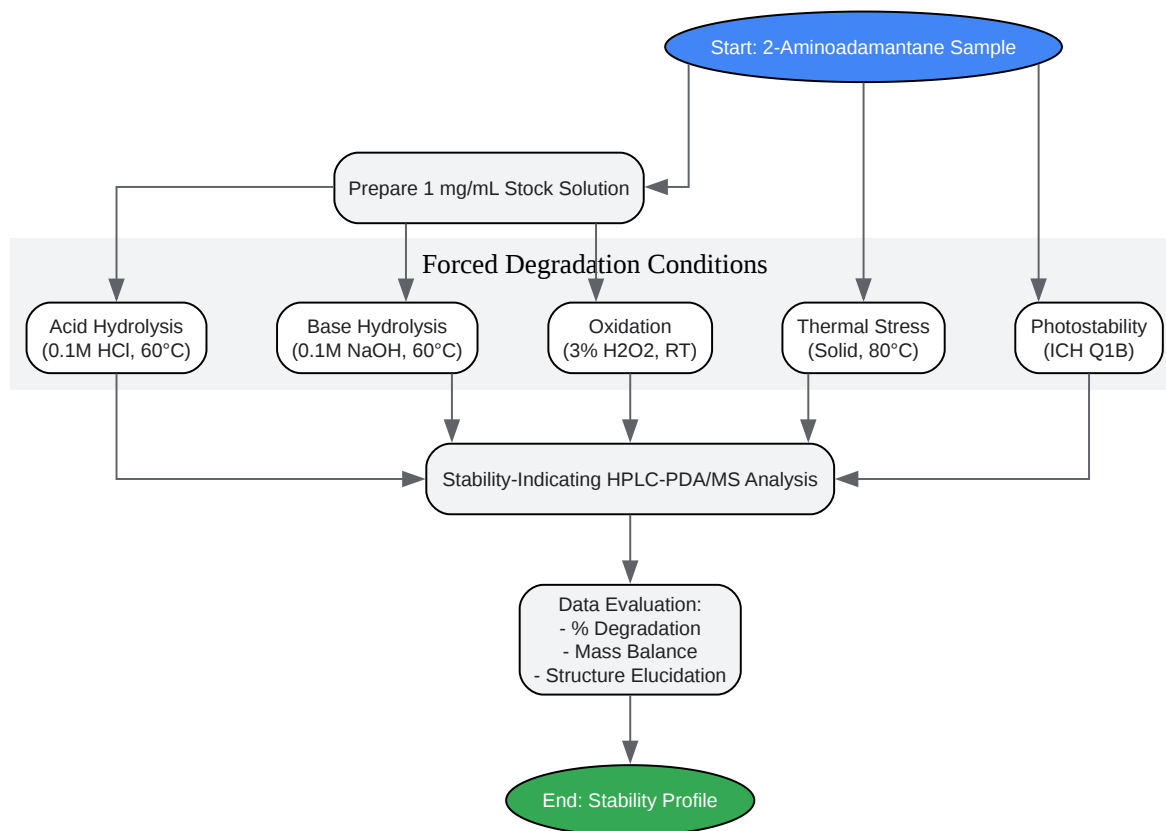 Start: 2-Aminoadamantane Sample
Prepare 1 mg/mL Stock Solution
Forced Degradation Conditions
Acid Hydrolysis
(0.1M HCl, 60°C)
Base Hydrolysis
(0.1M NaOH, 60°C)
Oxidation
(3% H2O2, RT)
Thermal Stress
(Solid, 80°C)
Photostability
(ICH Q1B)
Stability-Indicating HPLC-PDA/MS Analysis
Data Evaluation:
- % Degradation
- Mass Balance
- Structure Elucidation
End: Stability Profile